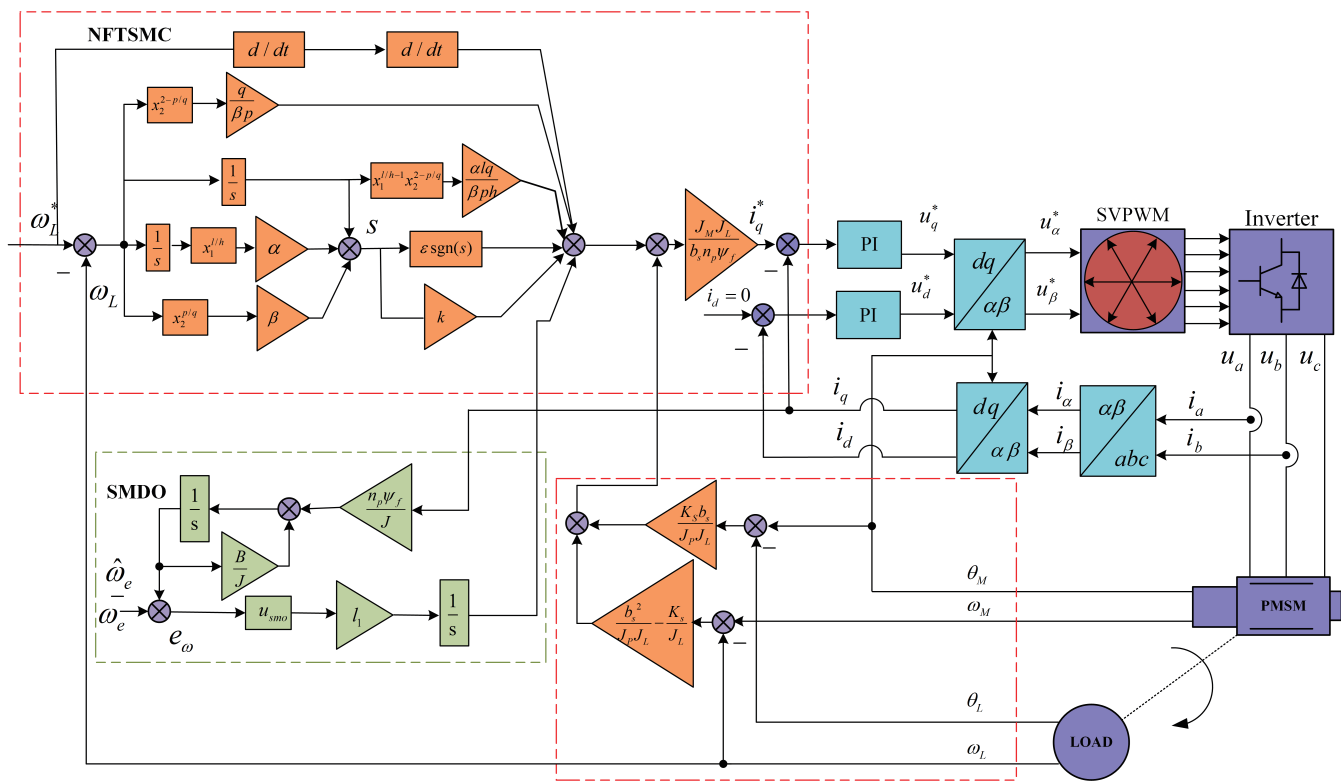 NFTSMC
d / dt
d / dt
x_2^{2-p/q}
q/βp
1/s
x_1^{l/h-1} x_2^{2-p/q}
αlq/βph
ω_L^*
1/s
x_1^{l/h}
α
s
εsgn(s)
−
ω_L
x_2^{p/q}
β
k
J_M J_L/b_s n_p ψ_f
i_q^*
−
i_d = 0
−
PI
PI
u_q^*
u_d^*
dq
αβ
u_α^*
u_β^*
SVPWM
Inverter
u_a
u_b
u_c
i_q
i_d
dq
αβ
i_α
i_β
αβ
abc
i_a
i_b
SMDO
1/s
n_p ψ_f/J
B/J
ω̂_e
−
ω_e
e_ω
u_smo
l_1
1/s
K_S b_s/J_P J_L
−
b_s^2/J_P J_L − K_s/J_L
−
θ_M
ω_M
PMSM
θ_L
LOAD
ω_L